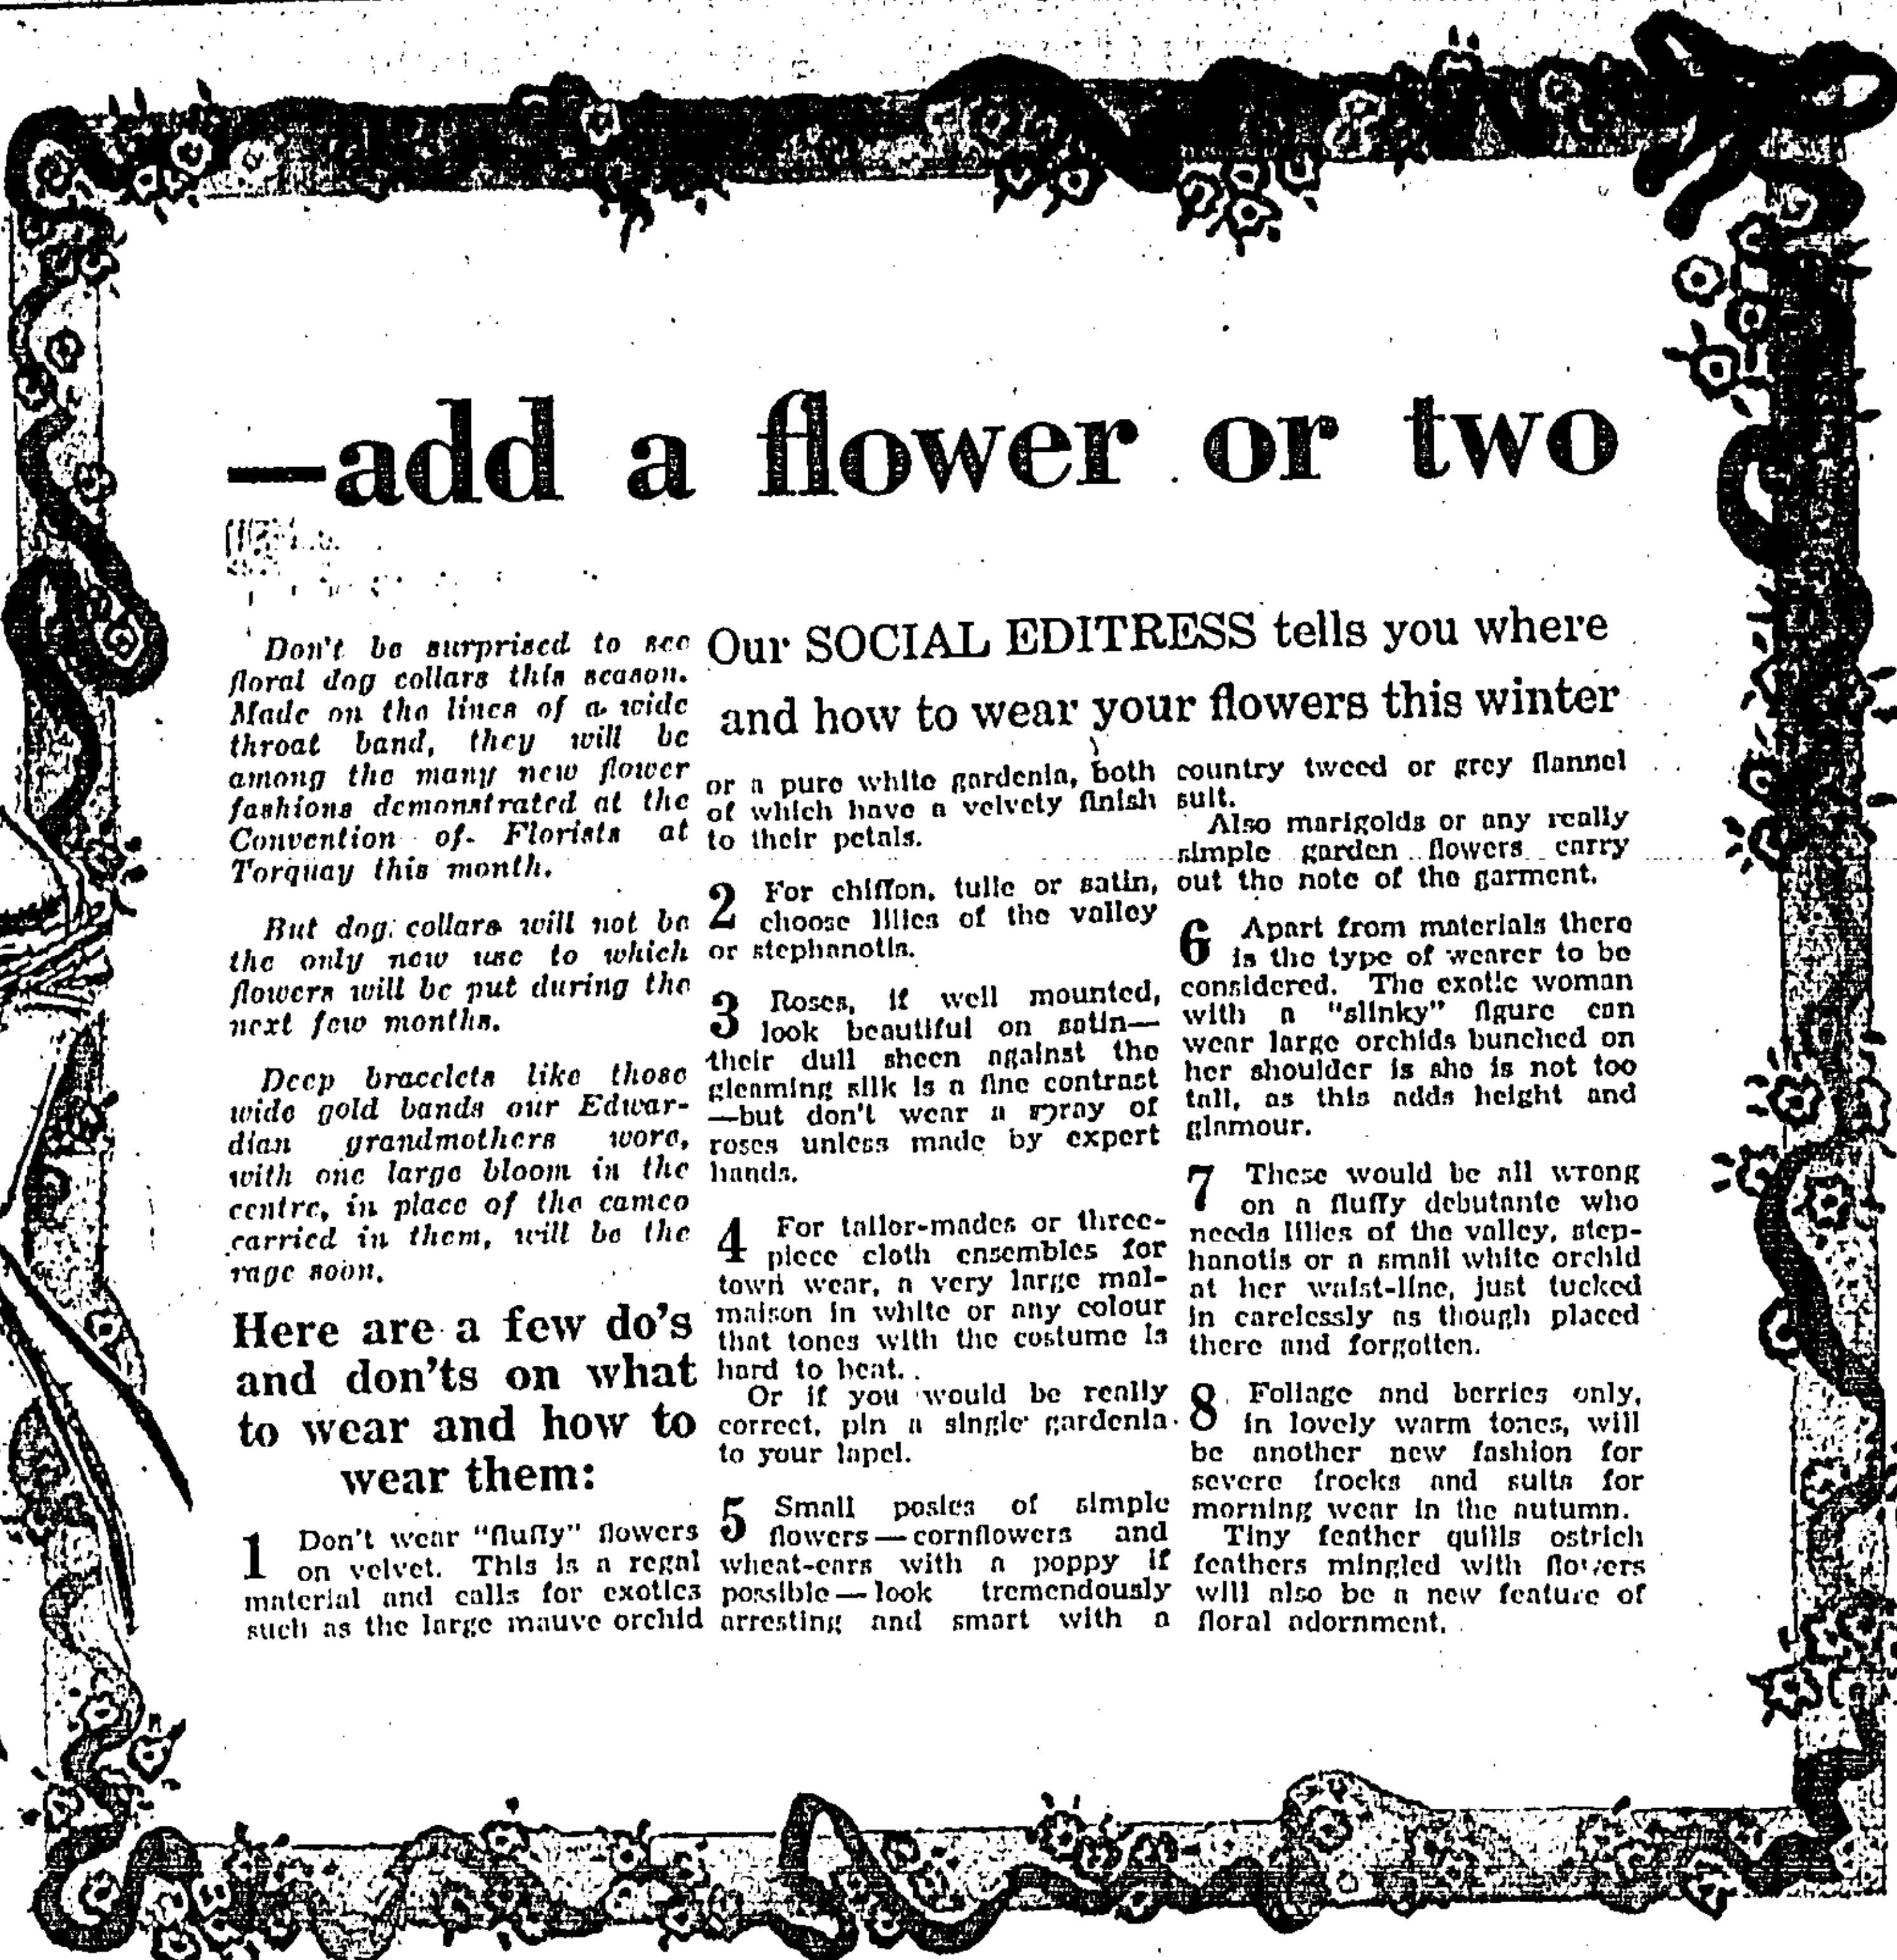 —add a flower or two
Our SOCIAL EDITRESS tells you where
and how to wear your flowers this winter
Don't be surprised to see
floral dog collars this season.
Made on the lines of a wide
throat band, they will be
among the many new flower
fashions demonstrated at the
Convention of Florists at
Torquay this month.
But dog collars will not be
the only new use to which
flowers will be put during the
next few months.
Deep bracelets like those
wide gold bands our Edwar-
dian grandmothers wore,
with one large bloom in the
centre, in place of the cameo
carried in them, will be the
rage soon.
Here are a few do's
and don'ts on what
to wear and how to
wear them:
1 Don't wear "fluffy" flowers
on velvet. This is a regal
material and calls for exotics
such as the large mauve orchid
or a pure white gardenia, both
of which have a velvety finish
to their petals.
2 For chiffon, tulle or satin,
choose lilies of the valley
or stephanotis.
3 Roses, if well mounted,
look beautiful on satin—
their dull sheen against the
gleaming silk is a fine contrast
—but don't wear a spray of
roses unless made by expert
hands.
4 For tailor-mades or three-
piece cloth ensembles for
town wear, a very large mal-
maison in white or any colour
that tones with the costume is
hard to beat.
Or if you would be really
correct, pin a single gardenia
to your lapel.
5 Small posies of simple
flowers—cornflowers and
wheat-ears with a poppy if
possible—look tremendously
arresting and smart with a
country tweed or grey flannel
suit.
Also marigolds or any really
simple garden flowers carry
out the note of the garment.
6 Apart from materials there
is the type of wearer to be
considered. The exotic woman
with a "slinky" figure can
wear large orchids bunched on
her shoulder is she is not too
tall, as this adds height and
glamour.
7 These would be all wrong
on a fluffy debutante who
needs lilies of the valley, step-
hanotis or a small white orchid
at her waist-line, just tucked
in carelessly as though placed
there and forgotten.
8 Foliage and berries only,
in lovely warm tones, will
be another new fashion for
severe frocks and suits for
morning wear in the autumn.
Tiny feather quills ostrich
feathers mingled with flowers
will also be a new feature of
floral adornment.